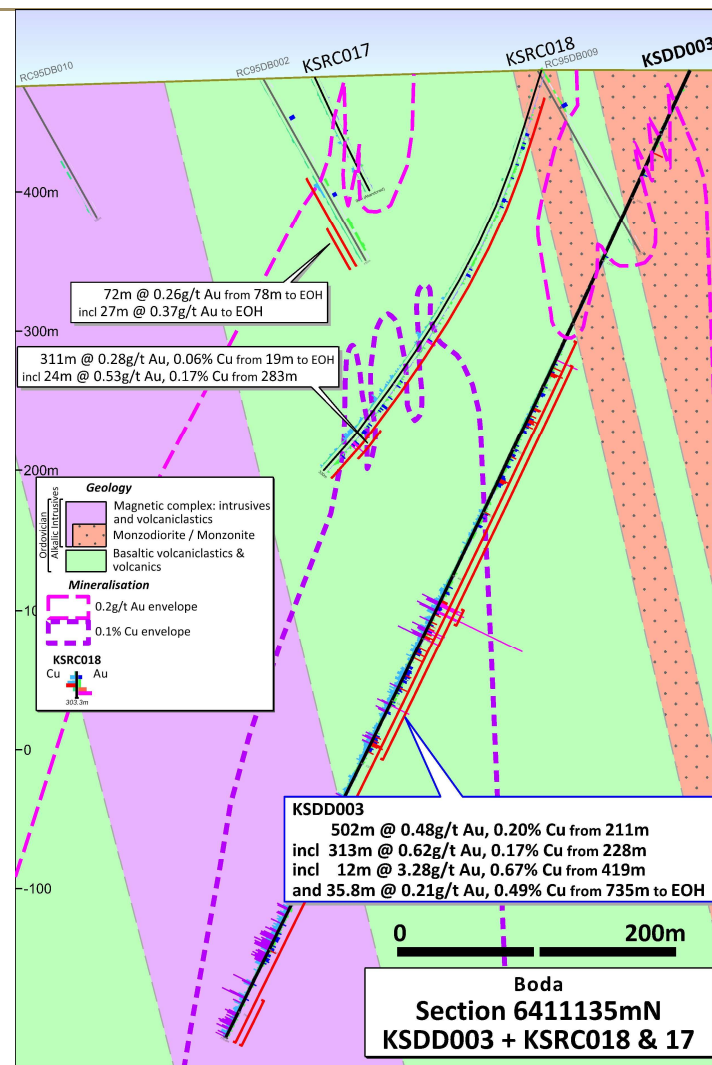 RC95DB010
RC95DB002
KSRC017
KSRC018
RC95DB009
KSDD003
400m
72m @ 0.26g/t Au from 78m to EOH
incl 27m @ 0.37g/t Au to EOH
300m
311m @ 0.28g/t Au, 0.06% Cu from 19m to EOH
incl 24m @ 0.53g/t Au, 0.17% Cu from 283m
200m
Geology
Ordovician
Alkalic Intrusives
Magnetic complex: intrusives
and volcaniclastics
Monzodiorite / Monzonite
Basaltic volcaniclastics &
volcanics
Mineralisation
0.2g/t Au envelope
0.1% Cu envelope
KSRC018
Cu Au
303.3m
10
0
KSDD003
502m @ 0.48g/t Au, 0.20% Cu from 211m
incl 313m @ 0.62g/t Au, 0.17% Cu from 228m
incl 12m @ 3.28g/t Au, 0.67% Cu from 419m
and 35.8m @ 0.21g/t Au, 0.49% Cu from 735m to EOH
-100
0 200m
Boda
Section 6411135mN
KSDD003 + KSRC018 & 17